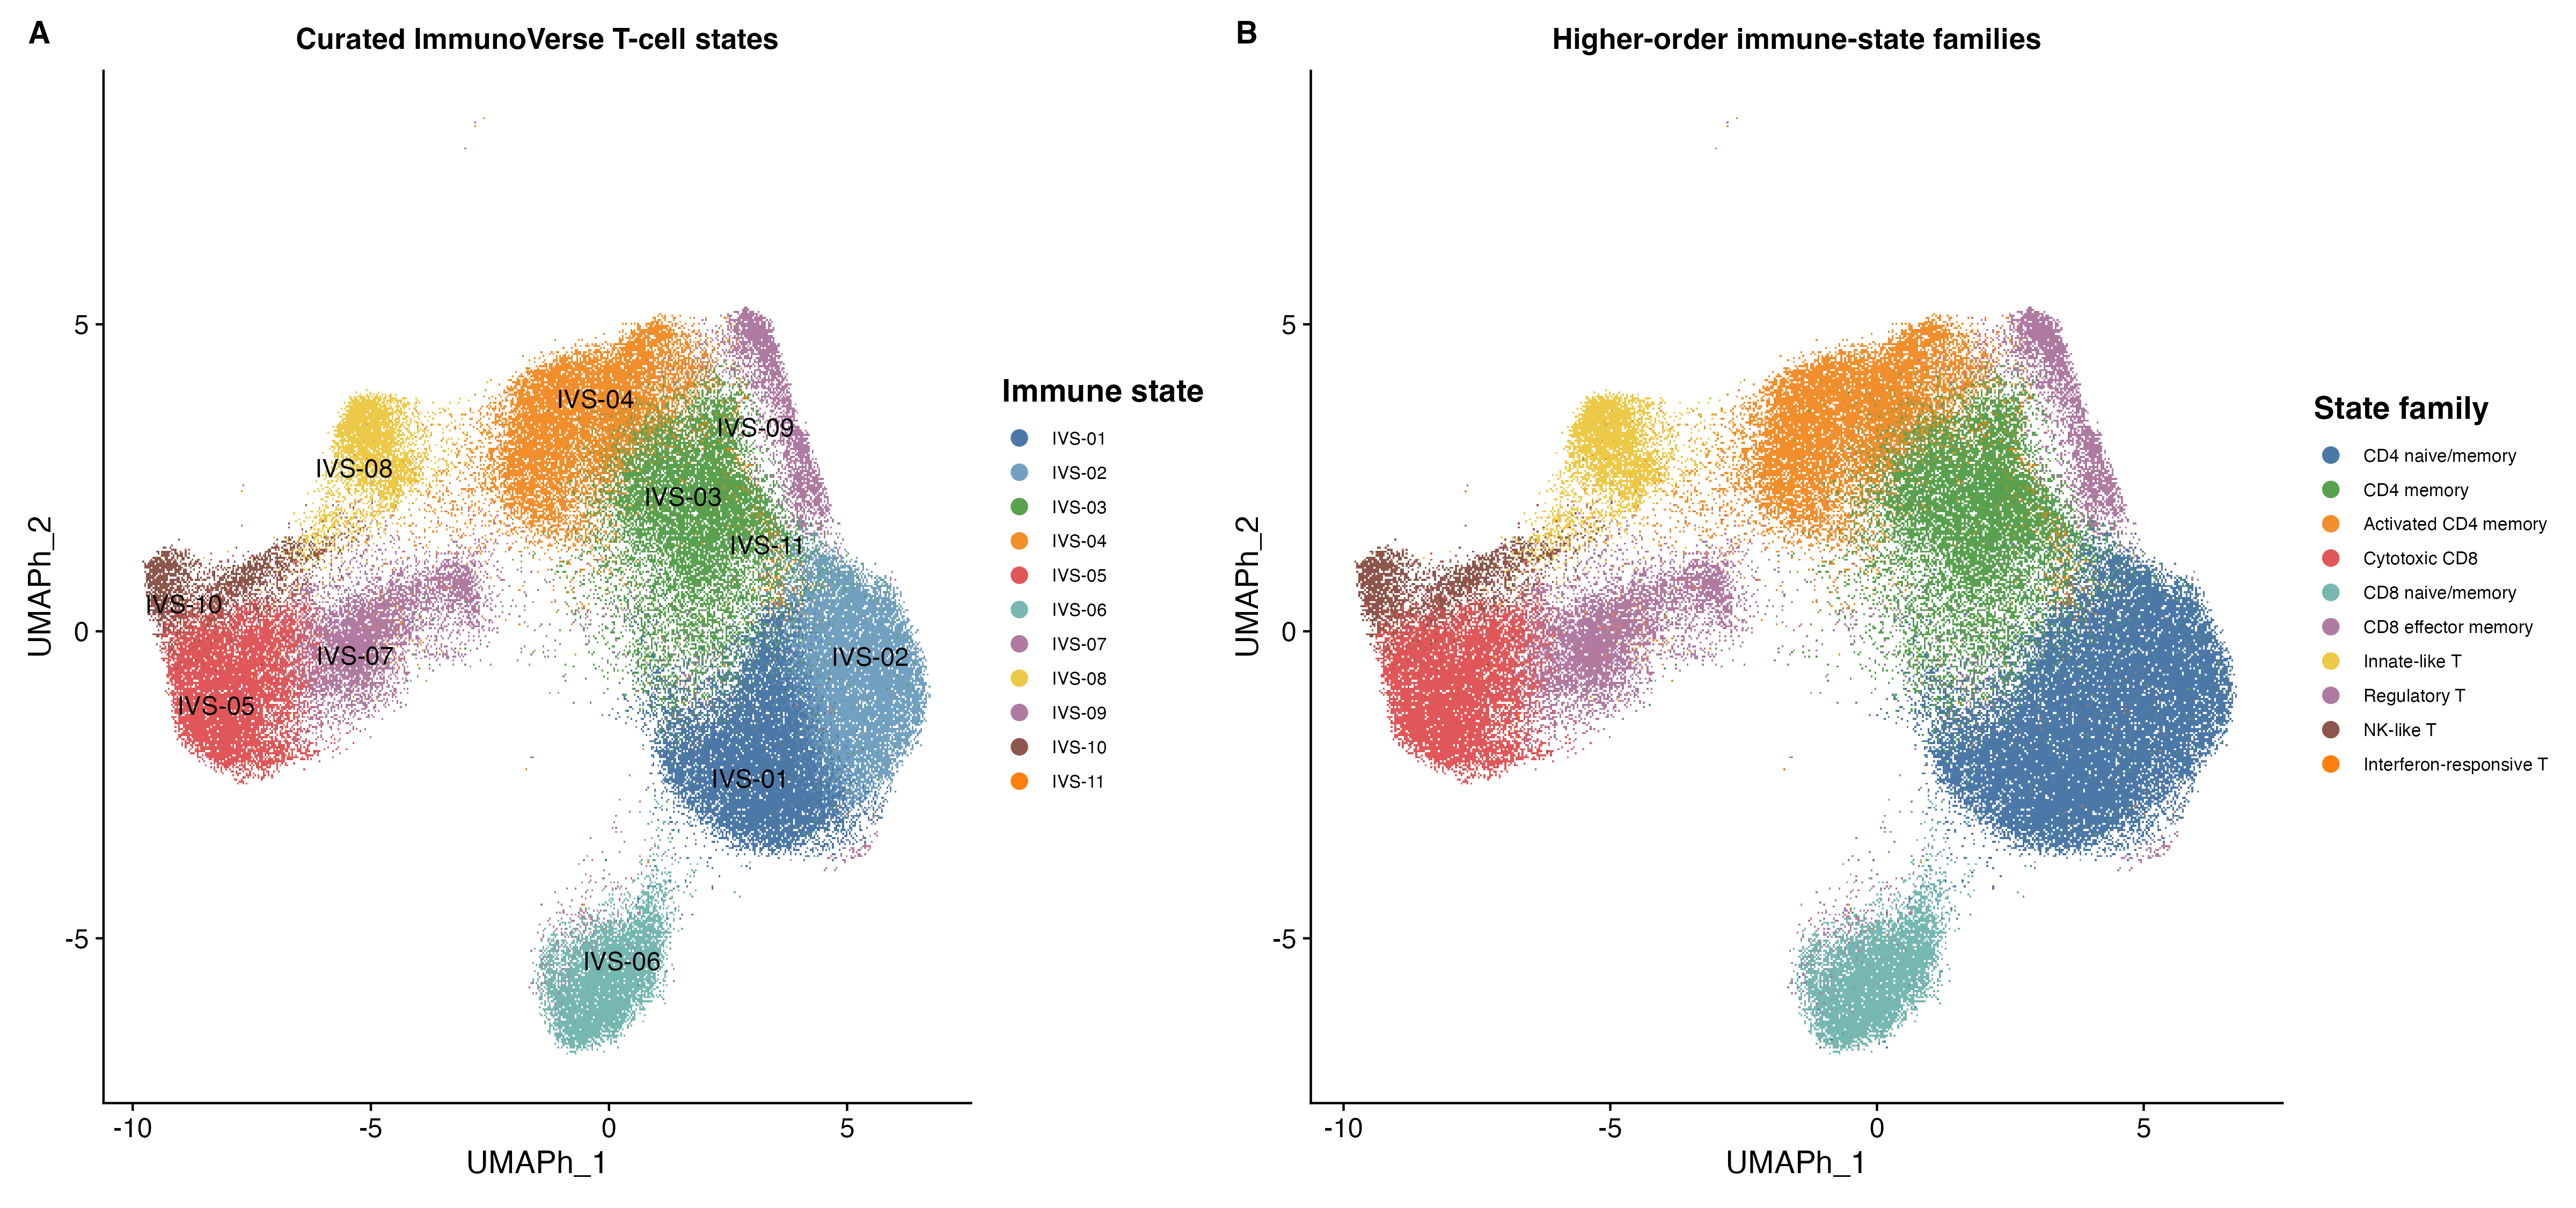 A
Curated ImmunoVerse T-cell states
5
0
-5
-10
-5
0
5
UMAPh_1
UMAPh_2
IVS-04
IVS-09
IVS-08
IVS-03
IVS-11
IVS-10
IVS-07
IVS-02
IVS-05
IVS-01
IVS-06
Immune state
IVS-01
IVS-02
IVS-03
IVS-04
IVS-05
IVS-06
IVS-07
IVS-08
IVS-09
IVS-10
IVS-11
B
Higher-order immune-state families
5
0
-5
-10
-5
0
5
UMAPh_1
UMAPh_2
State family
CD4 naive/memory
CD4 memory
Activated CD4 memory
Cytotoxic CD8
CD8 naive/memory
CD8 effector memory
Innate-like T
Regulatory T
NK-like T
Interferon-responsive T